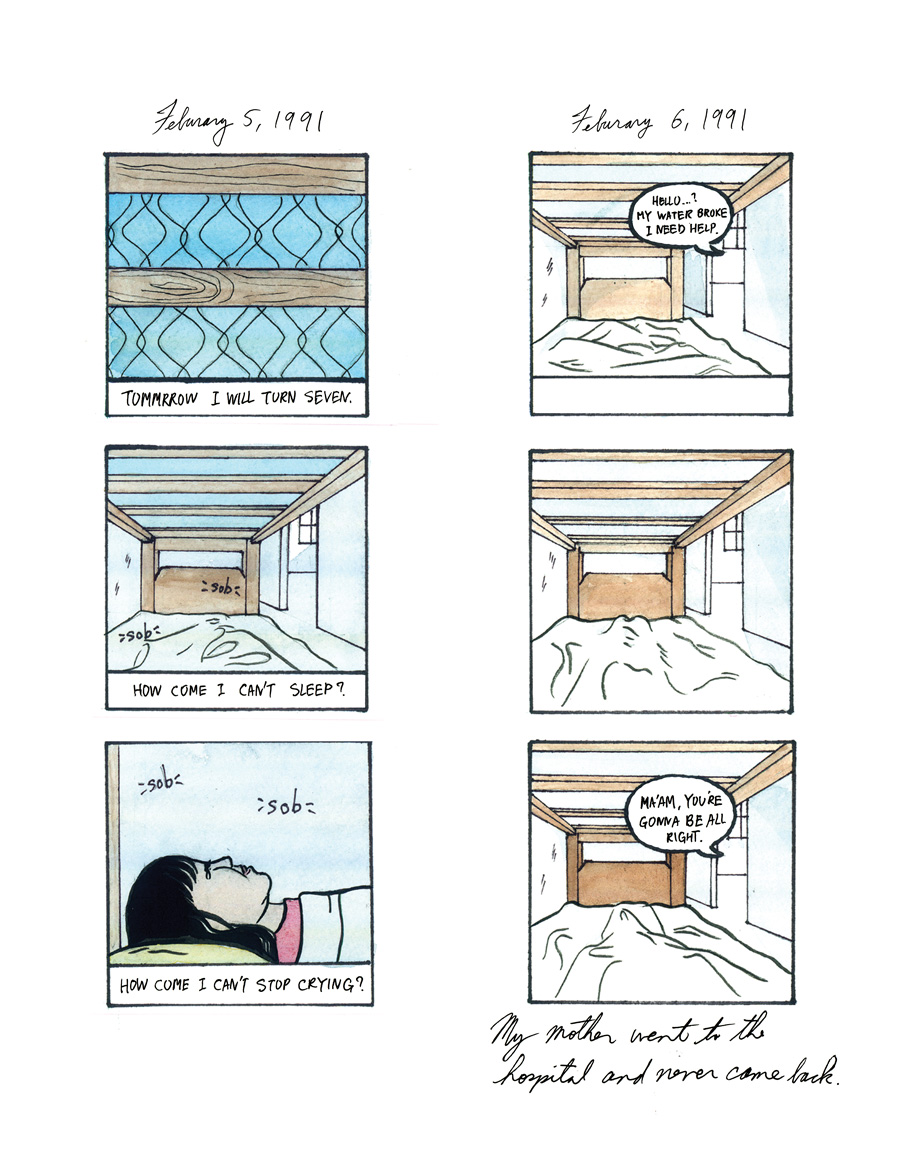 Feburary 5, 1991
TOMMRROW I WILL TURN SEVEN.
=sob=
=sob=
HOW COME I CAN'T SLEEP?
=sob=
=sob=
HOW COME I CAN'T STOP CRYING?
Feburary 6, 1991
HELLO...?
MY WATER BROKE
I NEED HELP.
MA'AM, YOU'RE
GONNA BE ALL
RIGHT.
My mother went to the
hospital and never came back.